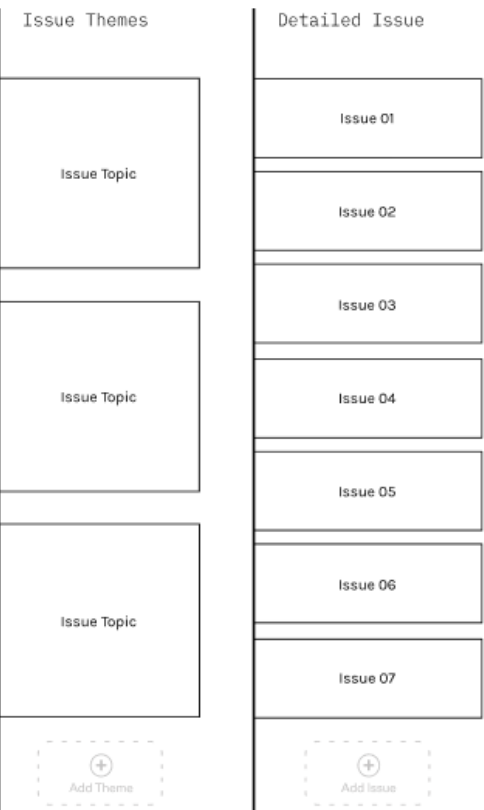 Issue Themes
Issue Topic
Issue Topic
Issue Topic
Add Theme
Detailed Issue
Issue 01
Issue 02
Issue 03
Issue 04
Issue 05
Issue 06
Issue 07
Add Issue